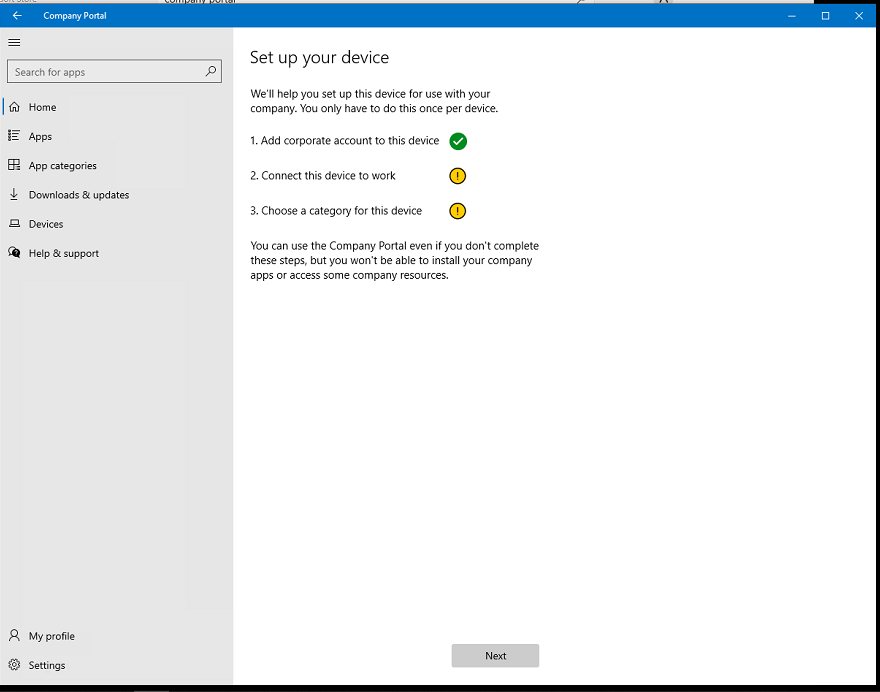 company portal
Company Portal
Search for apps
Home
Apps
App categories
Downloads & updates
Devices
Help & support
My profile
Settings
Set up your device
We'll help you set up this device for use with your
company. You only have to do this once per device.
1. Add corporate account to this device
2. Connect this device to work
3. Choose a category for this device
You can use the Company Portal even if you don't complete
these steps, but you won't be able to install your company
apps or access some company resources.
Next